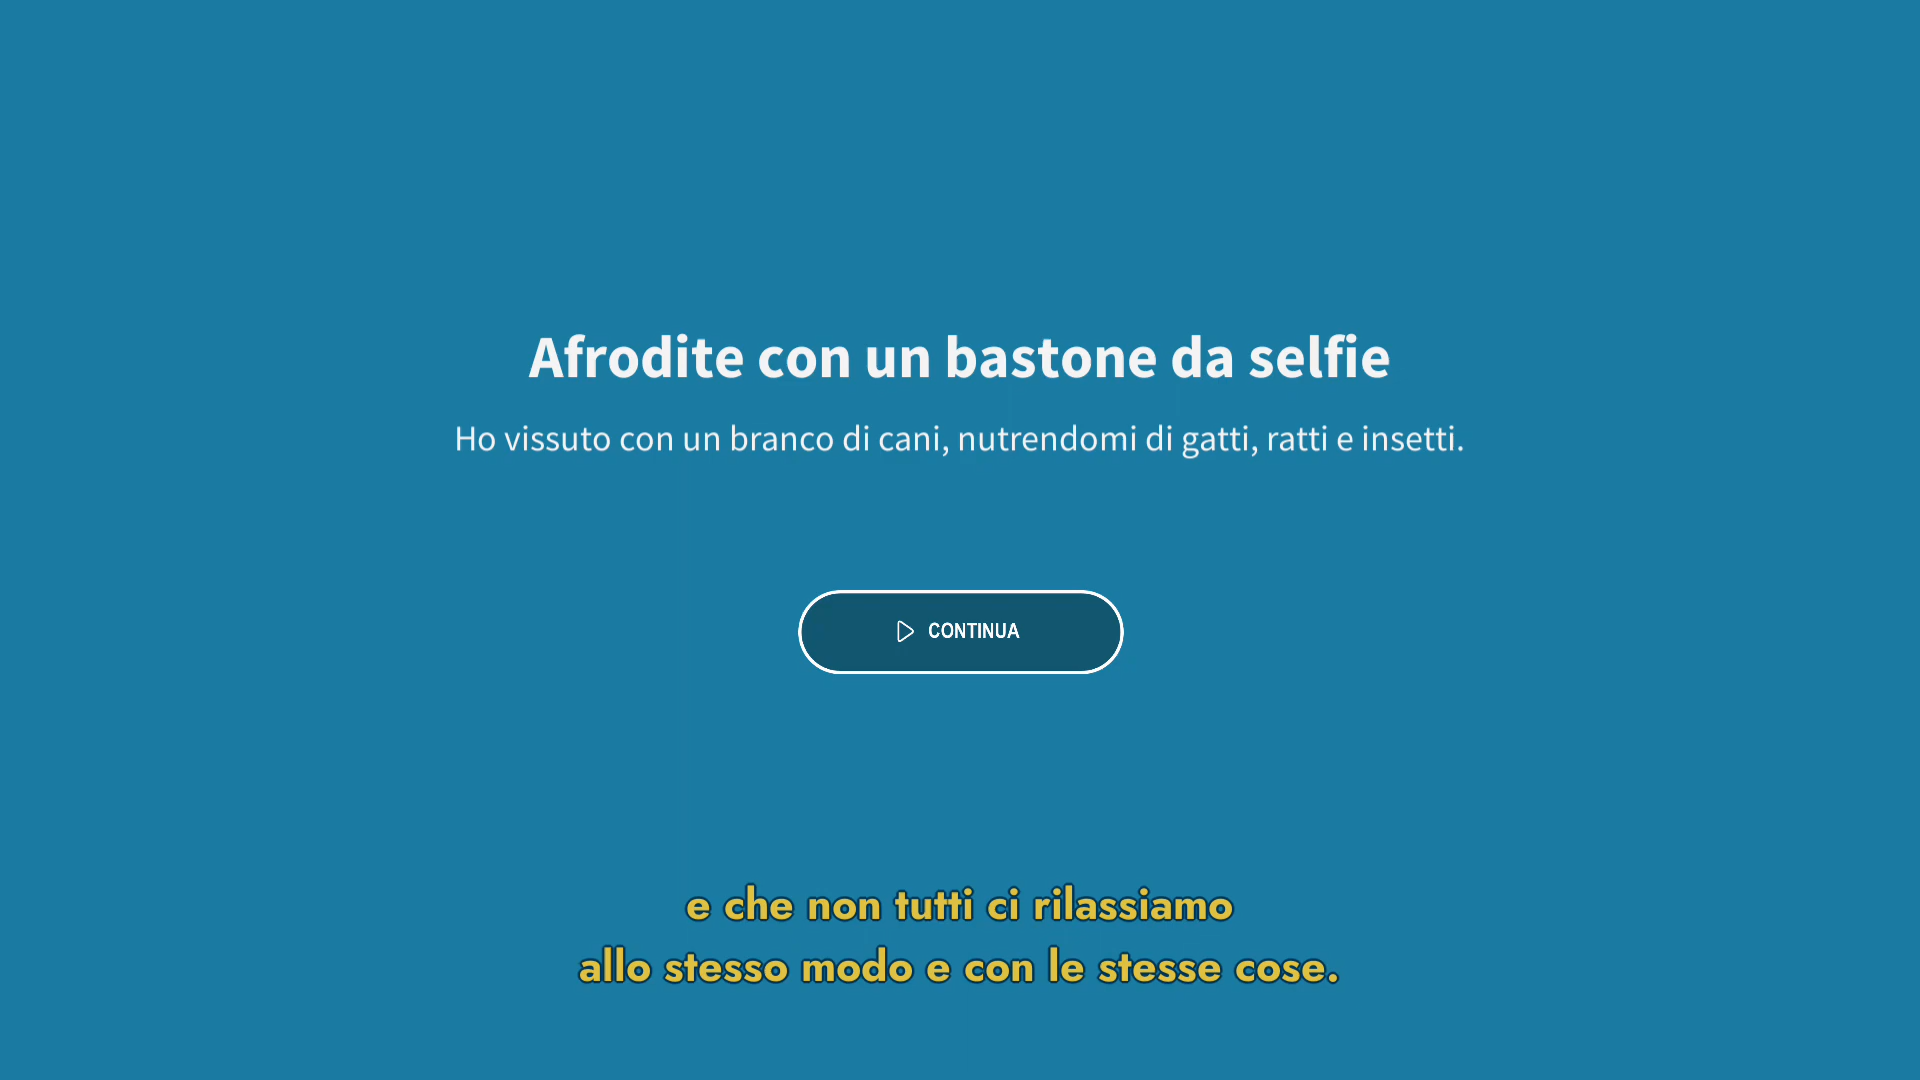 Afrodite con un bastone da selfie
Ho vissuto con un branco di cani, nutrendomi di gatti, ratti e insetti.
CONTINUA
e che non tutti ci rilassiamo
allo stesso modo e con le stesse cose.